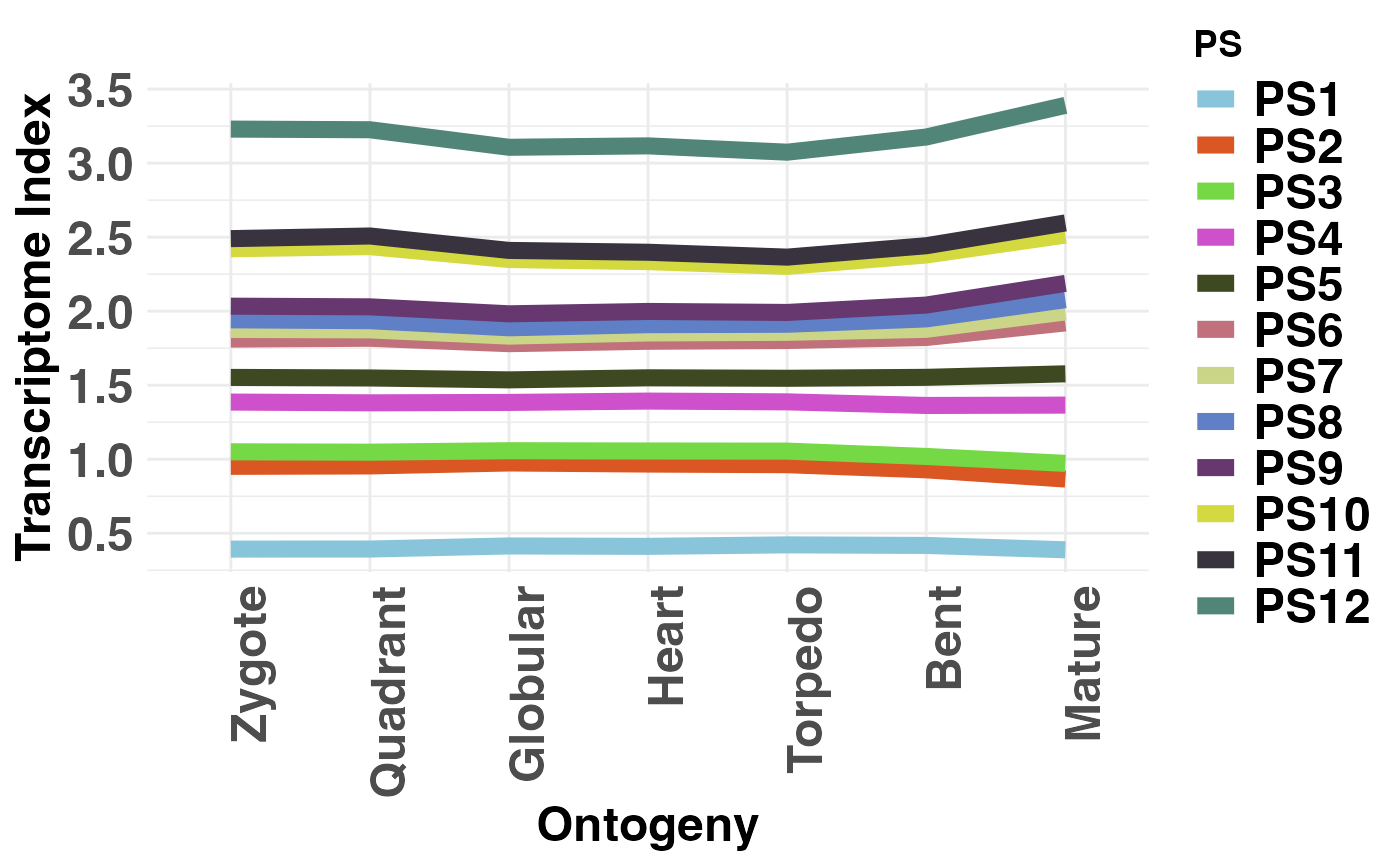 Transcriptome Index
3.5
3.0
2.5
2.0
1.5
1.0
0.5
Zygote
Quadrant
Globular
Heart
Torpedo
Bent
Mature
Ontogeny
PS
PS1
PS2
PS3
PS4
PS5
PS6
PS7
PS8
PS9
PS10
PS11
PS12